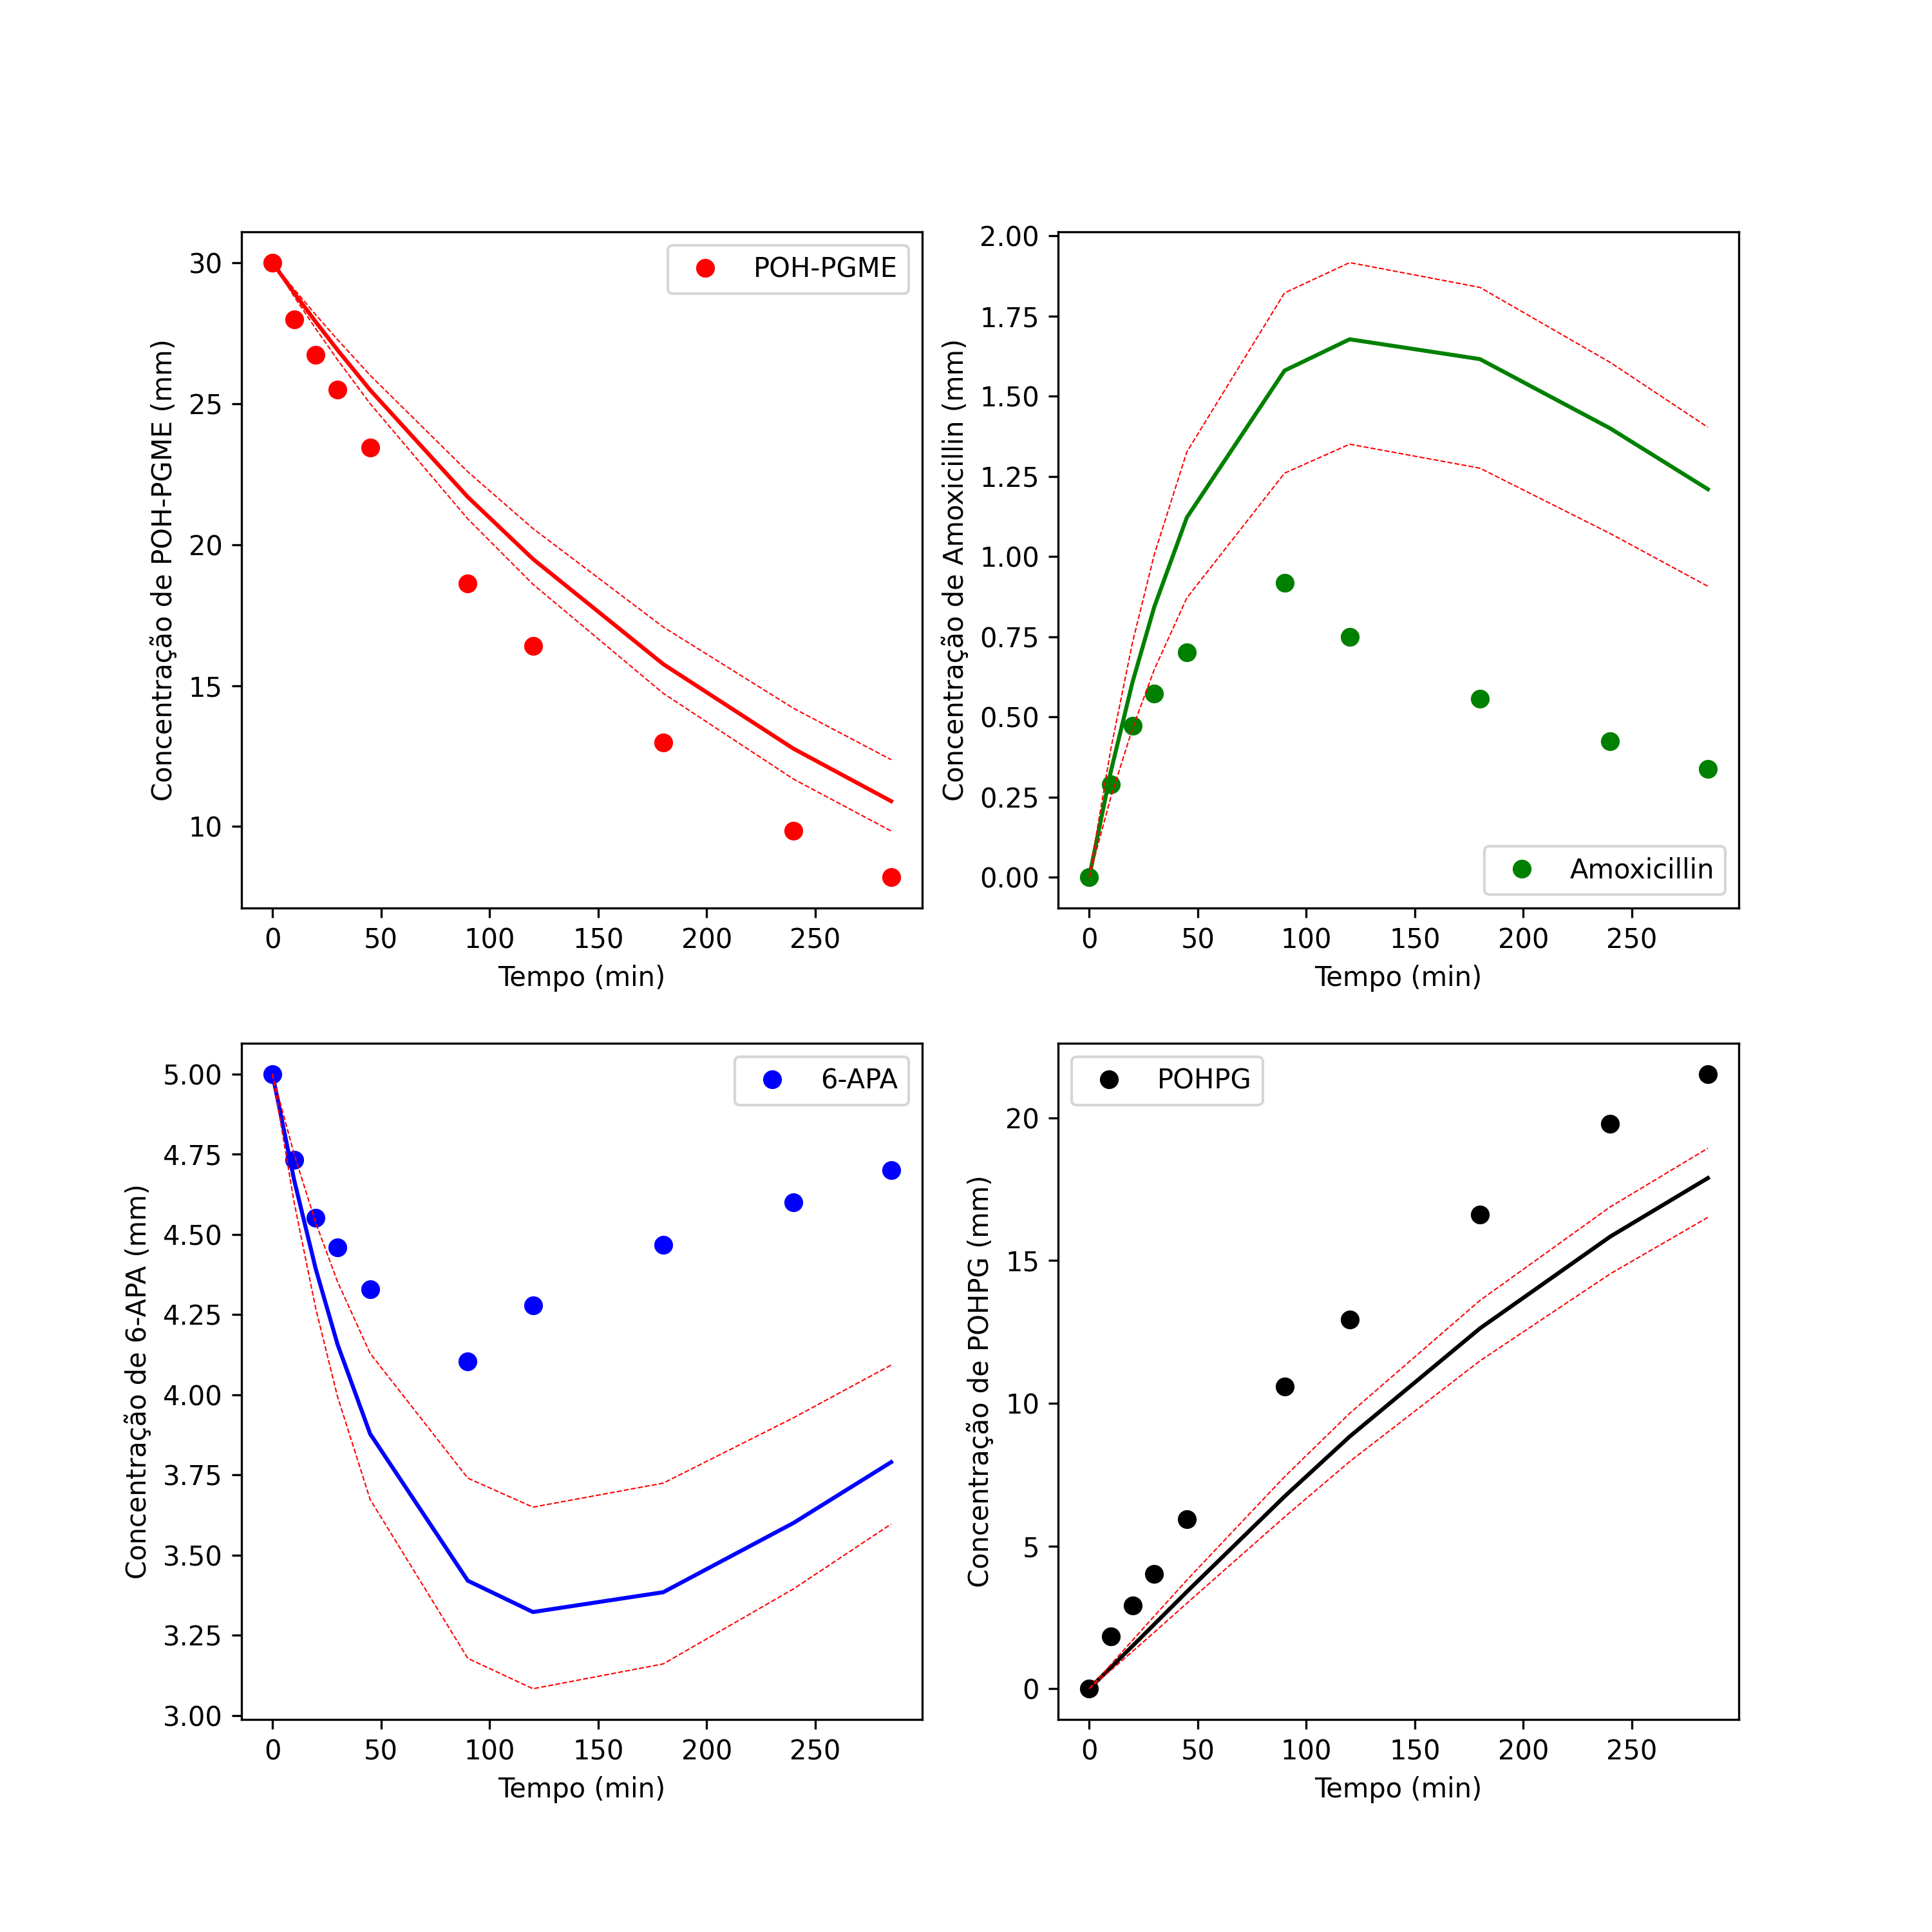 POH-PGME
30
25
20
15
10
Concentração de POH-PGME (mm)
0 50 100 150 200 250
Tempo (min)
2.00
1.75
1.50
1.25
1.00
0.75
0.50
0.25
0.00
Concentração de Amoxicillin (mm)
Amoxicillin
0 50 100 150 200 250
Tempo (min)
6-APA
5.00
4.75
4.50
4.25
4.00
3.75
3.50
3.25
3.00
Concentração de 6-APA (mm)
0 50 100 150 200 250
Tempo (min)
POHPG
20
15
10
5
0
Concentração de POHPG (mm)
0 50 100 150 200 250
Tempo (min)